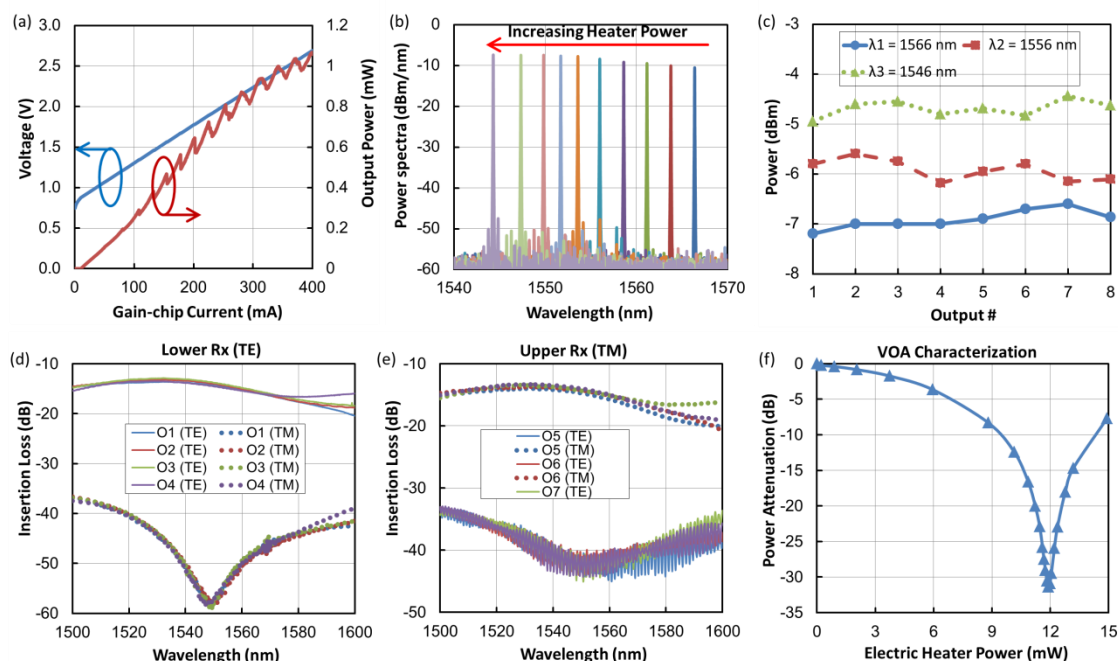 (a)
3.0
2.5
2.0
1.5
1.0
0.5
0.0
Voltage (V)
1.2
1
0.8
0.6
0.4
0.2
0
Output Power (mW)
0 100 200 300 400
Gain-chip Current (mA)
(b)
Increasing Heater Power
0
-10
-20
-30
-40
-50
-60
Power spectra (dBm/nm)
1540 1550 1560 1570
Wavelength (nm)
(c)
-3
-4
-5
-6
-7
-8
Power (dBm)
λ1 = 1566 nm λ2 = 1556 nm
λ3 = 1546 nm
1 2 3 4 5 6 7 8
Output #
(d)
Lower Rx (TE)
-10
-20
-30
-40
-50
-60
Insertion Loss (dB)
O1 (TE) O1 (TM)
O2 (TE) O2 (TM)
O3 (TE) O3 (TM)
O4 (TE) O4 (TM)
1500 1520 1540 1560 1580 1600
Wavelength (nm)
(e)
Upper Rx (TM)
-10
-20
-30
-40
-50
-60
Insertion Loss (dB)
O5 (TE)
O5 (TM)
O6 (TE)
O6 (TM)
O7 (TE)
1500 1520 1540 1560 1580 1600
Wavelength (nm)
(f)
VOA Characterization
0
-5
-10
-15
-20
-25
-30
-35
Power Attenuation (dB)
0 3 6 9 12 15
Electric Heater Power (mW)